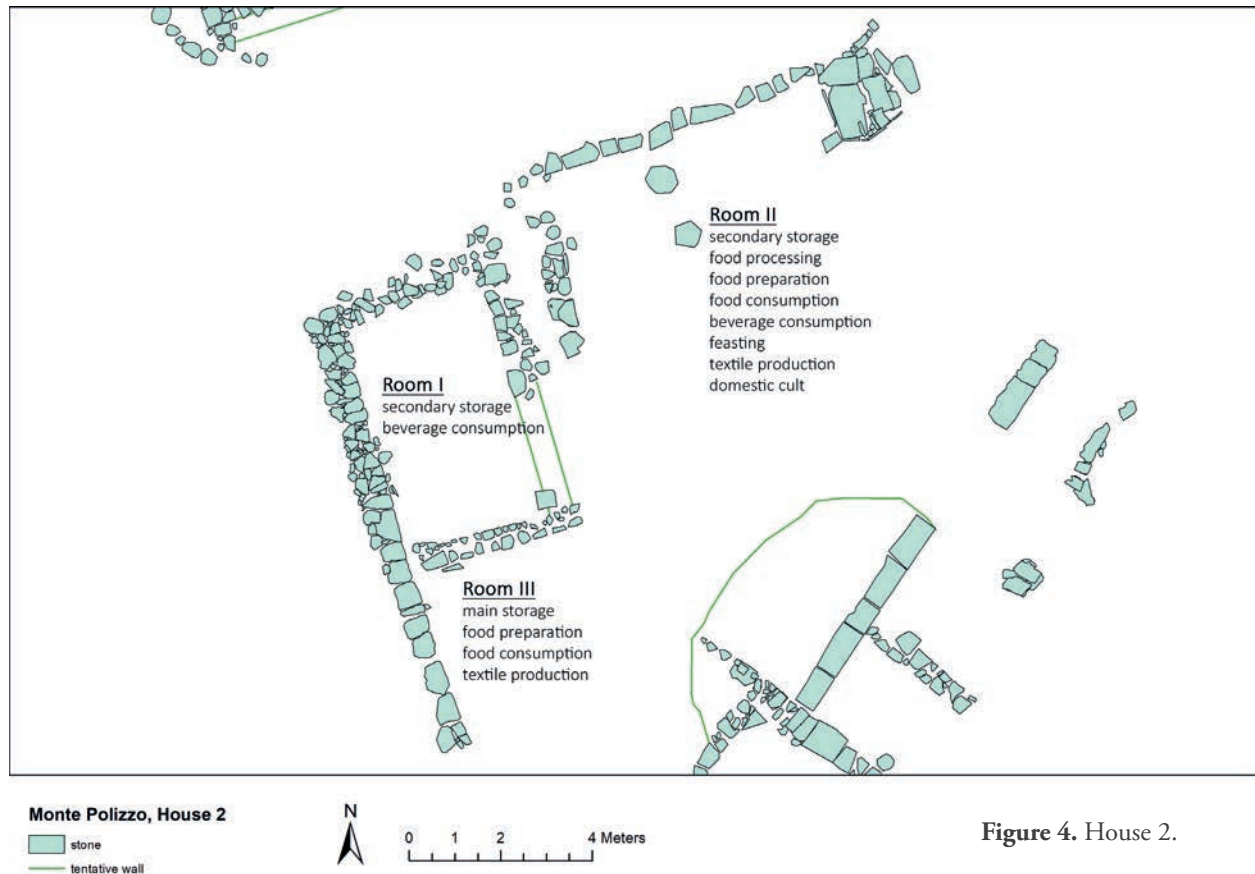 Room II
secondary storage
food processing
food preparation
food consumption
beverage consumption
feasting
textile production
domestic cult
Room I
secondary storage
beverage consumption
Room III
main storage
food preparation
food consumption
textile production
Monte Polizzo, House 2
stone
tentative wall
N
0 1 2 4 Meters
Figure 4. House 2.